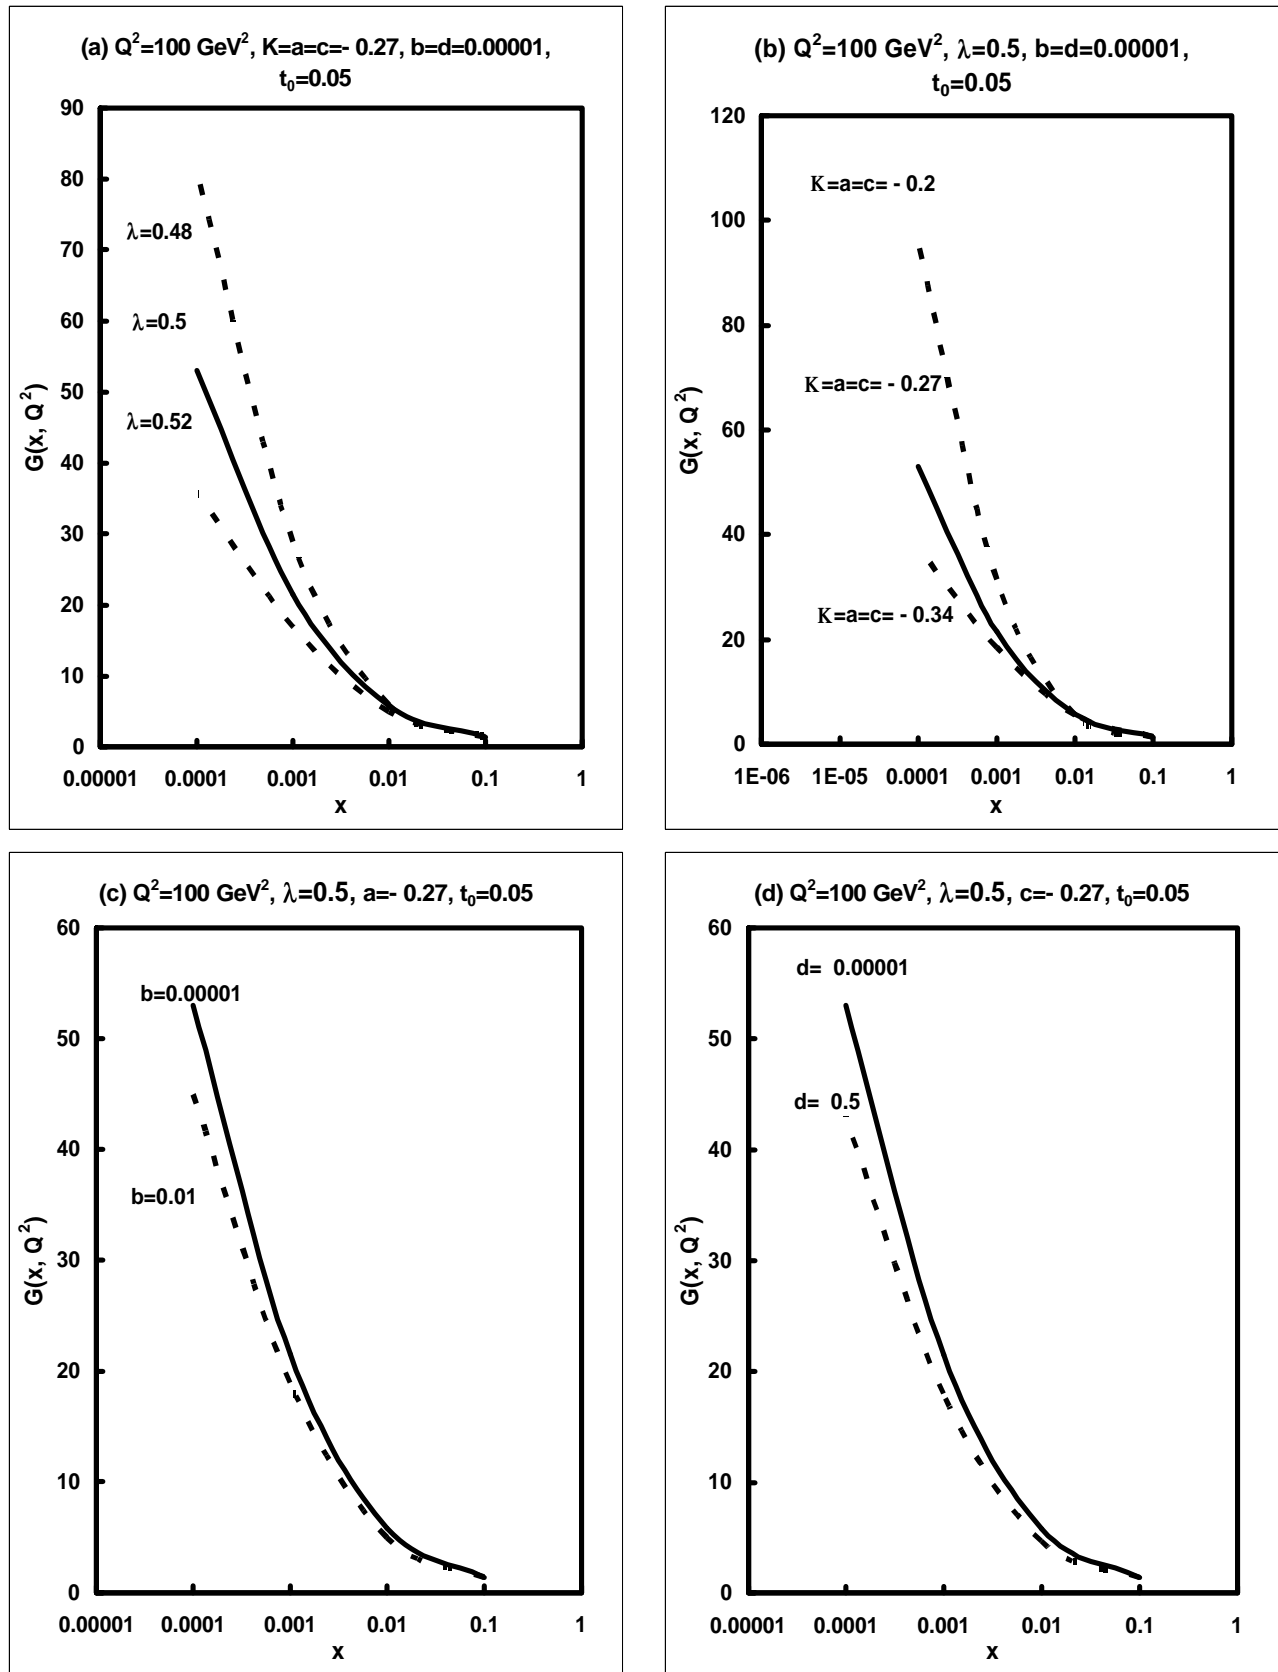 (a) Q²=100 GeV², K=a=c=- 0.27, b=d=0.00001,
t₀=0.05
90
80
70
60
50
40
30
20
10
0
G(x, Q²)
λ=0.48
λ=0.5
λ=0.52
0.00001 0.0001 0.001 0.01 0.1 1
x
(b) Q²=100 GeV², λ=0.5, b=d=0.00001,
t₀=0.05
120
100
80
60
40
20
0
G(x, Q²)
K=a=c= - 0.2
K=a=c= - 0.27
K=a=c= - 0.34
1E-06 1E-05 0.0001 0.001 0.01 0.1 1
x
(c) Q²=100 GeV², λ=0.5, a=- 0.27, t₀=0.05
60
50
40
30
20
10
0
G(x, Q²)
b=0.00001
b=0.01
0.00001 0.0001 0.001 0.01 0.1 1
x
(d) Q²=100 GeV², λ=0.5, c=- 0.27, t₀=0.05
60
50
40
30
20
10
0
G(x, Q²)
d= 0.00001
d= 0.5
0.00001 0.0001 0.001 0.01 0.1 1
x